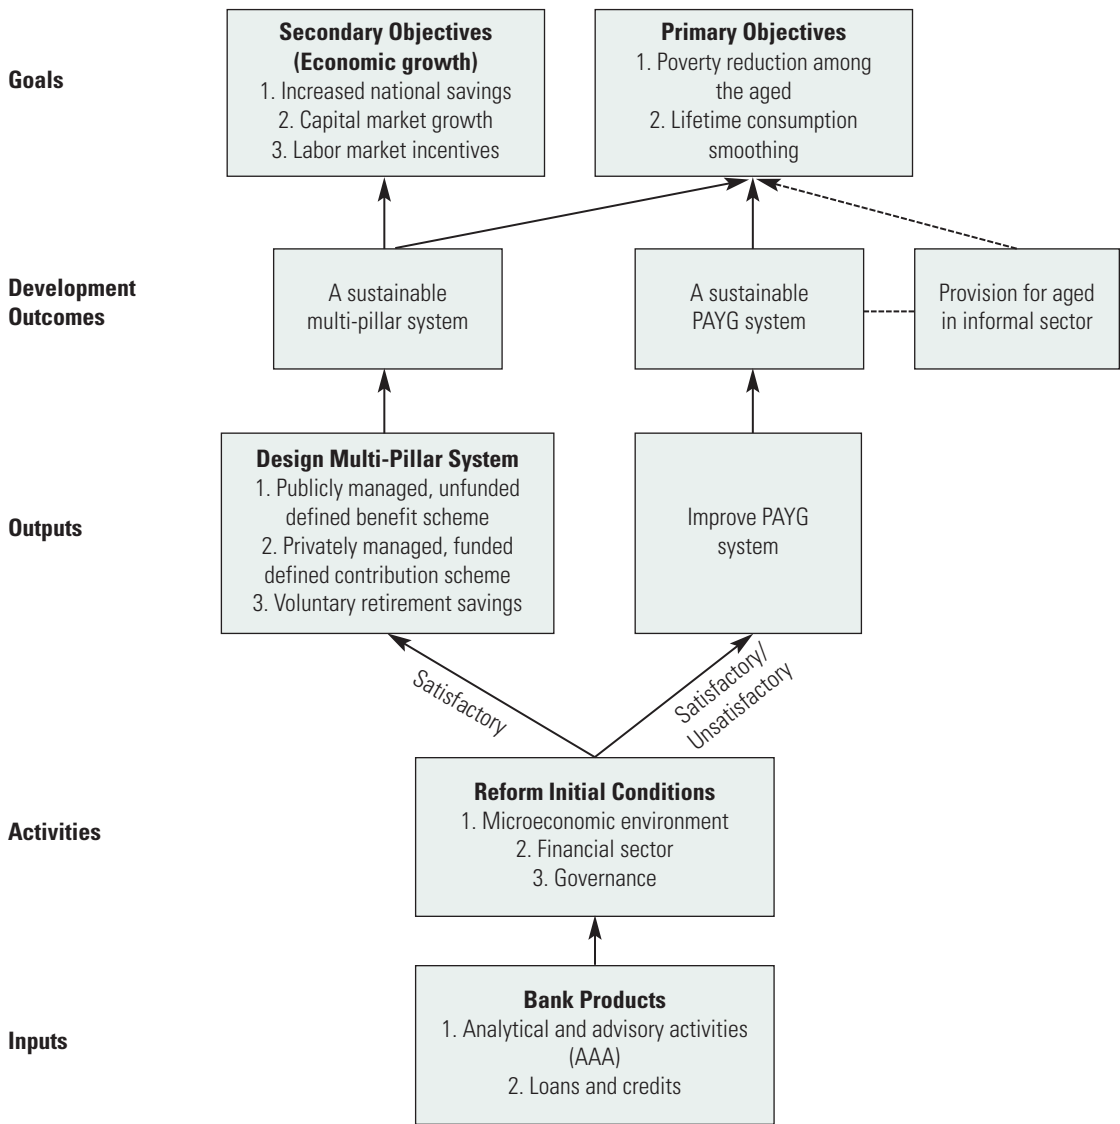 Goals
Secondary Objectives
(Economic growth)
1. Increased national savings
2. Capital market growth
3. Labor market incentives
Primary Objectives
1. Poverty reduction among
the aged
2. Lifetime consumption
smoothing
Development
Outcomes
A sustainable
multi-pillar system
A sustainable
PAYG system
Provision for aged
in informal sector
Outputs
Design Multi-Pillar System
1. Publicly managed, unfunded
defined benefit scheme
2. Privately managed, funded
defined contribution scheme
3. Voluntary retirement savings
Improve PAYG
system
Satisfactory
Satisfactory/
Unsatisfactory
Activities
Reform Initial Conditions
1. Microeconomic environment
2. Financial sector
3. Governance
Inputs
Bank Products
1. Analytical and advisory activities
(AAA)
2. Loans and credits